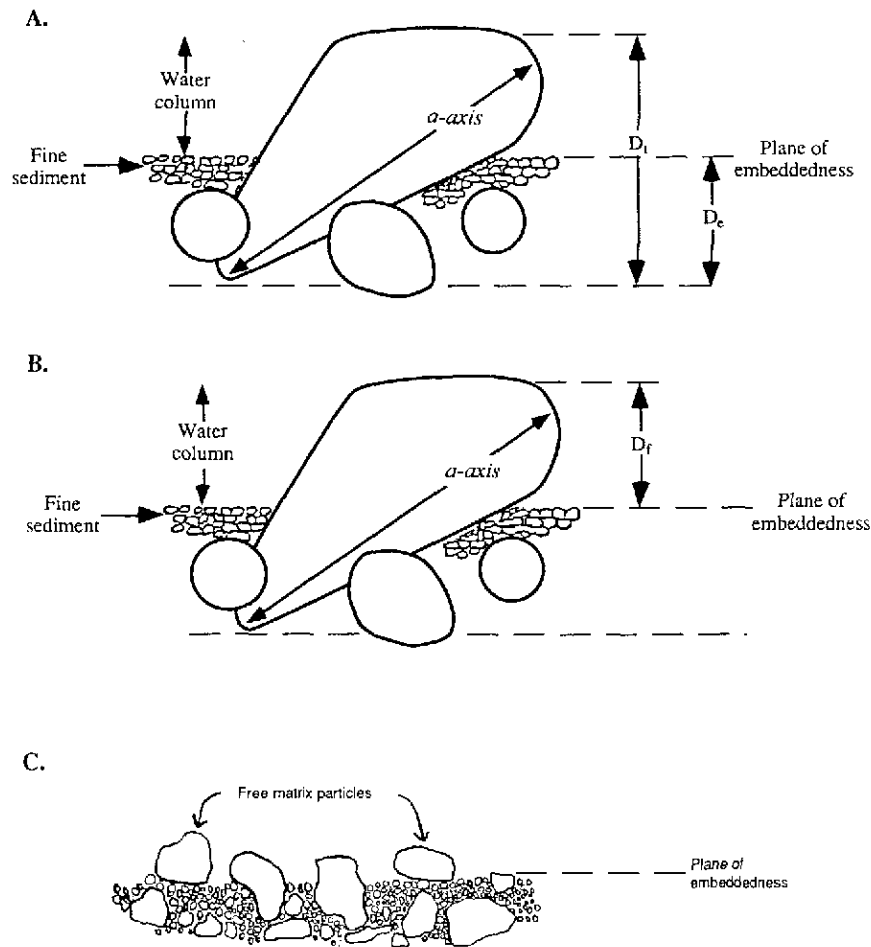 A.
Water
column
Fine
sediment
a-axis
Dt
Plane of
embeddedness
De
B.
Water
column
Fine
sediment
a-axis
Df
Plane of
embeddedness
C.
Free matrix particles
Plane of
embeddedness